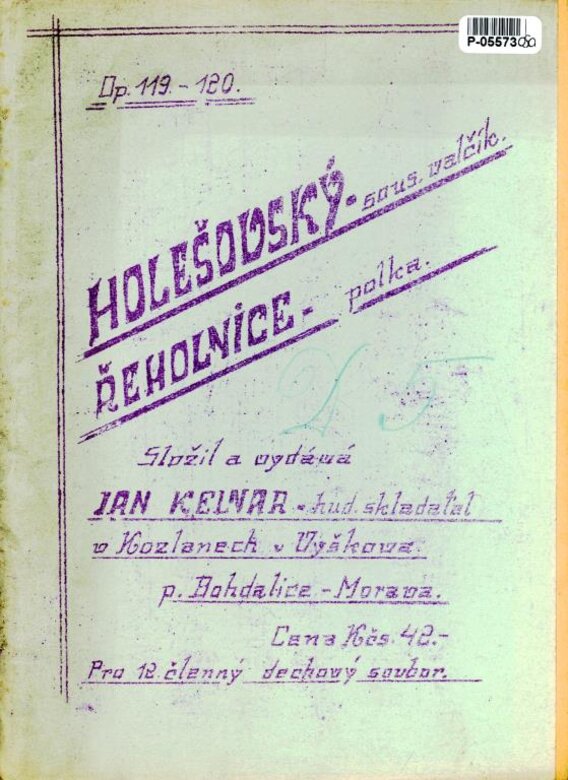 P-05573
Op. 119. - 120.
HOLEŠOVSKÝ - sous. valčík.
ŘEHOLNICE - polka.
Složil a vydává
JAN KELNAR - hud. skladatel
v Kozlanech u Výškova.
p. Bohdalice - Morava.
Cena Kčs. 42.-
Pro 12 členný dechový soubor.